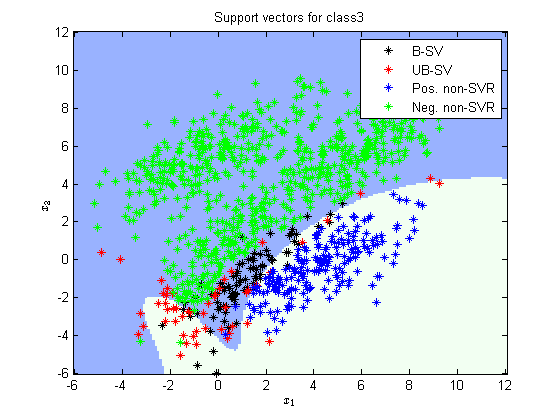 Support vectors for class3
B-SV
UB-SV
Pos. non-SVR
Neg. non-SVR
12
10
8
6
4
2
0
-2
-4
-6
x₂
-6
-4
-2
0
2
4
6
8
10
12
x₁